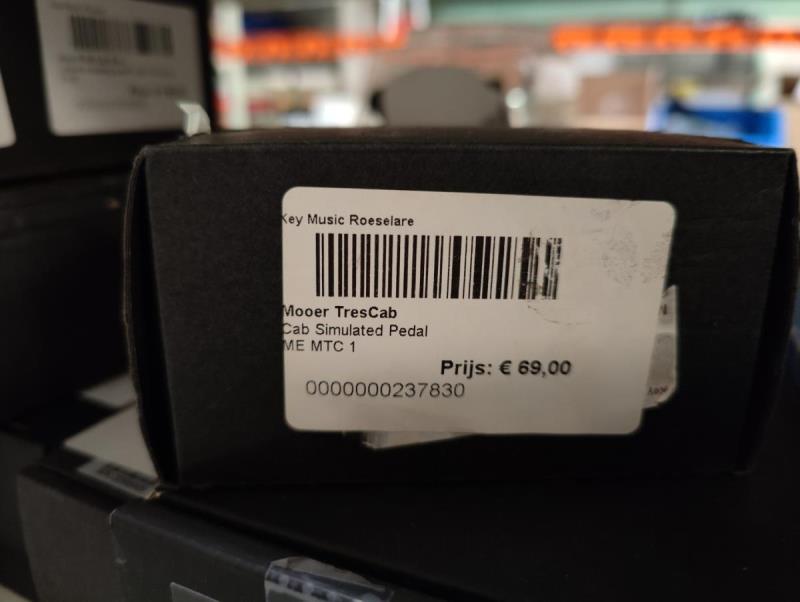 Key Music Roeselare
Mooer TresCab
Cab Simulated Pedal
ME MTC 1
Prijs: € 69,00
0000000237830